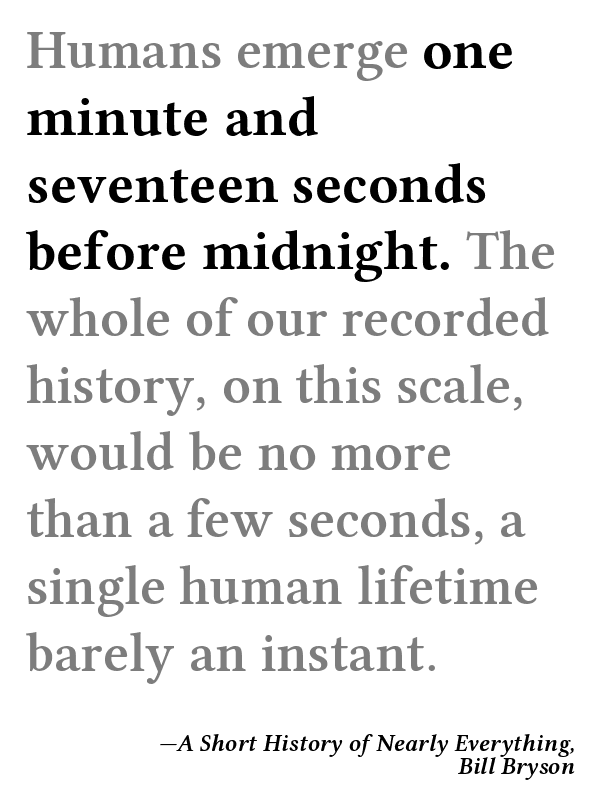 Humans emerge one
minute and
seventeen seconds
before midnight. The
whole of our recorded
history, on this scale,
would be no more
than a few seconds, a
single human lifetime
barely an instant.
—A Short History of Nearly Everything,
Bill Bryson